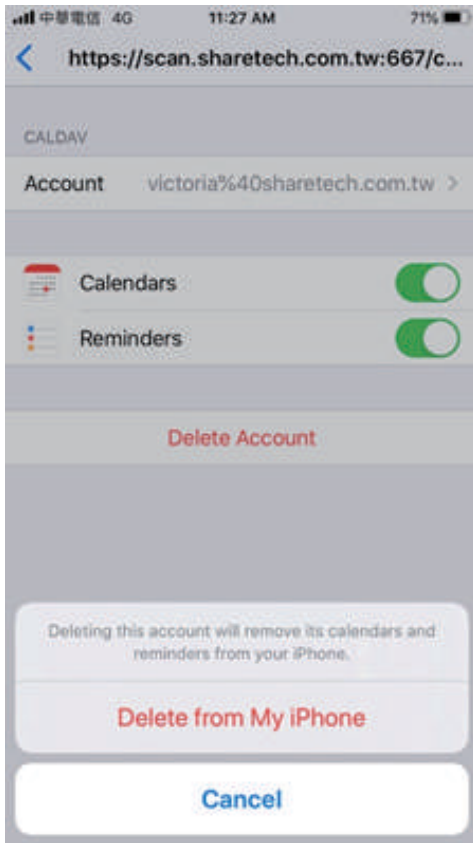 中華電信 4G 11:27 AM 71%
https://scan.sharetech.com.tw:667/c...
CALDAV
Account victoria%40sharetech.com.tw >
Calendars
Reminders
Delete Account
Deleting this account will remove its calendars and
reminders from your iPhone.
Delete from My iPhone
Cancel